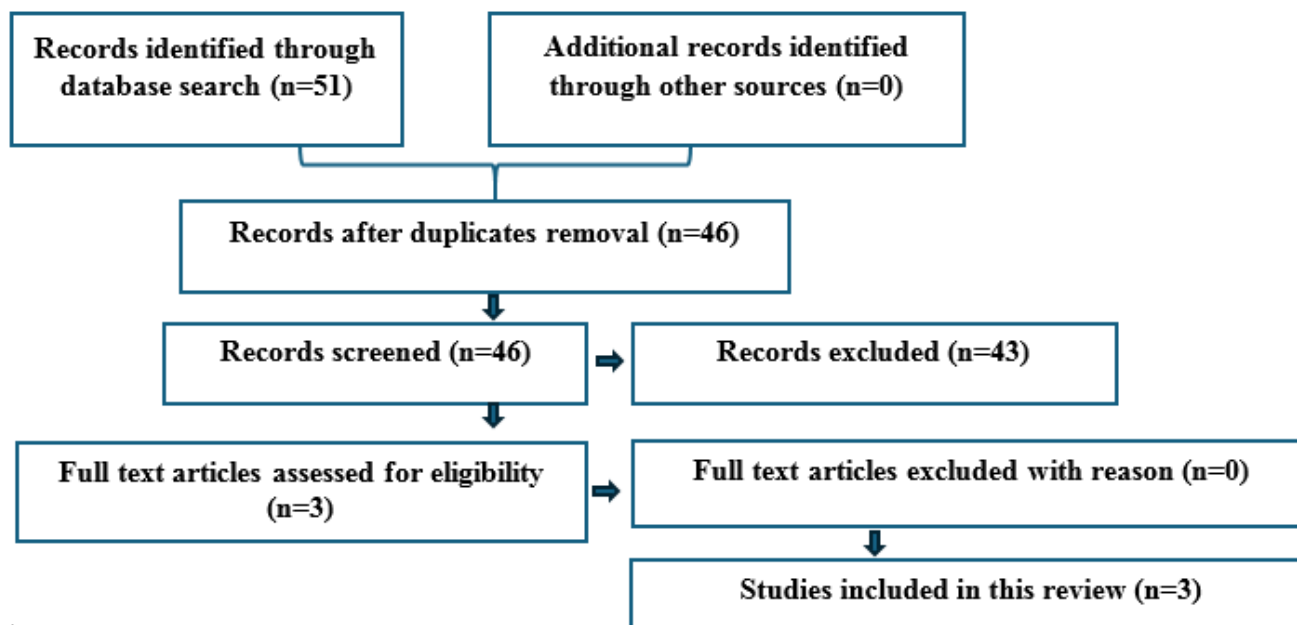 Records identified through
database search (n=51)
Additional records identified
through other sources (n=0)
Records after duplicates removal (n=46)
Records screened (n=46)
Records excluded (n=43)
Full text articles assessed for eligibility
(n=3)
Full text articles excluded with reason (n=0)
Studies included in this review (n=3)